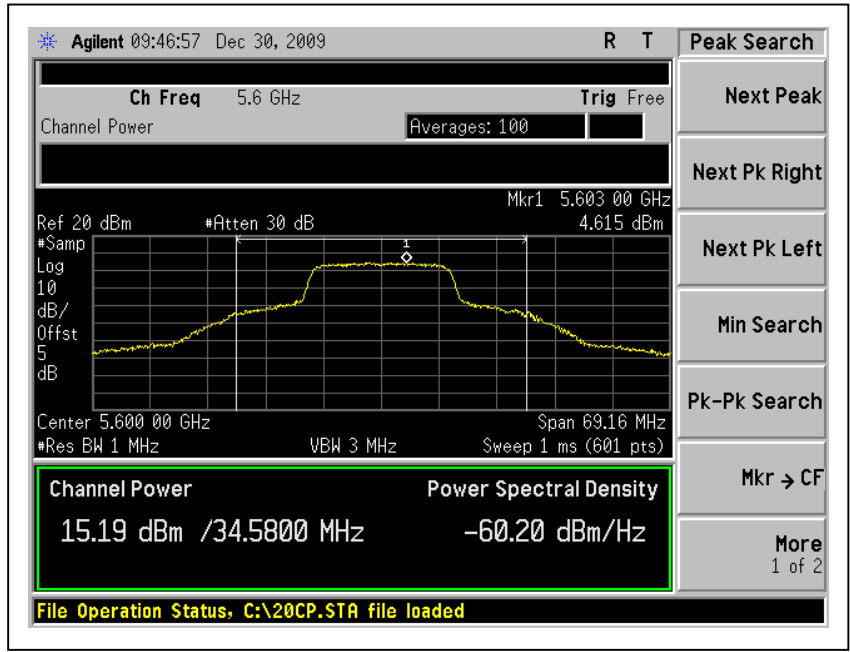 Agilent 09:46:57 Dec 30, 2009 R T
Peak Search
Ch Freq 5.6 GHz Trig Free
Channel Power Averages: 100
Mkr1 5.603 00 GHz
Ref 20 dBm #Atten 30 dB 4.615 dBm
#Samp
Log
10
dB/
Offst
5
dB
1
Center 5.600 00 GHz Span 69.16 MHz
#Res BW 1 MHz VBW 3 MHz Sweep 1 ms (601 pts)
Channel Power Power Spectral Density
15.19 dBm /34.5800 MHz -60.20 dBm/Hz
File Operation Status, C:\20CP.STA file loaded
Next Peak
Next Pk Right
Next Pk Left
Min Search
Pk-Pk Search
Mkr → CF
More
1 of 2